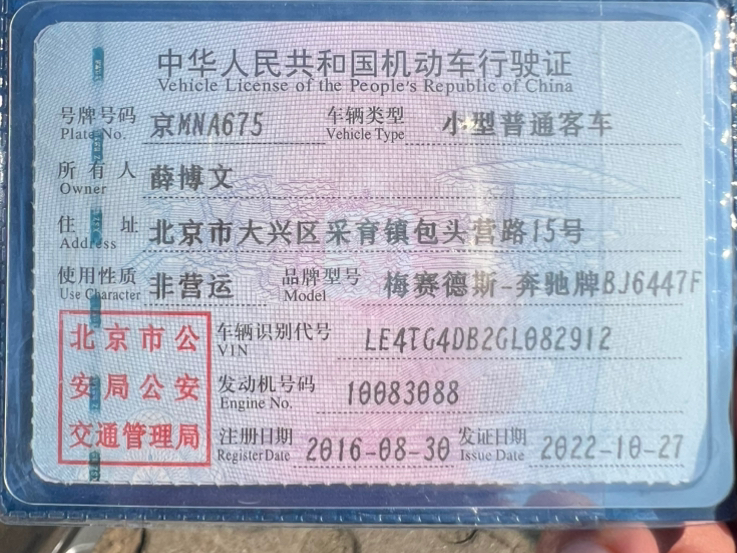 中华人民共和国机动车行驶证
Vehicle License of the People's Republic of China
号牌号码 京MNA675 车辆类型 小型普通客车
Plate No. Vehicle Type
所有人 薛博文
Owner
住址 北京市大兴区采育镇包头营路15号
Address
使用性质 非营运 品牌型号 梅赛德斯-奔驰牌BJ6447F
Use Character Model
北京市公安局公安交通管理局
车辆识别代号 LE4TG4DB2GL082912
VIN
发动机号码 10083088
Engine No.
注册日期 2016-08-30 发证日期 2022-10-27
Register Date Issue Date